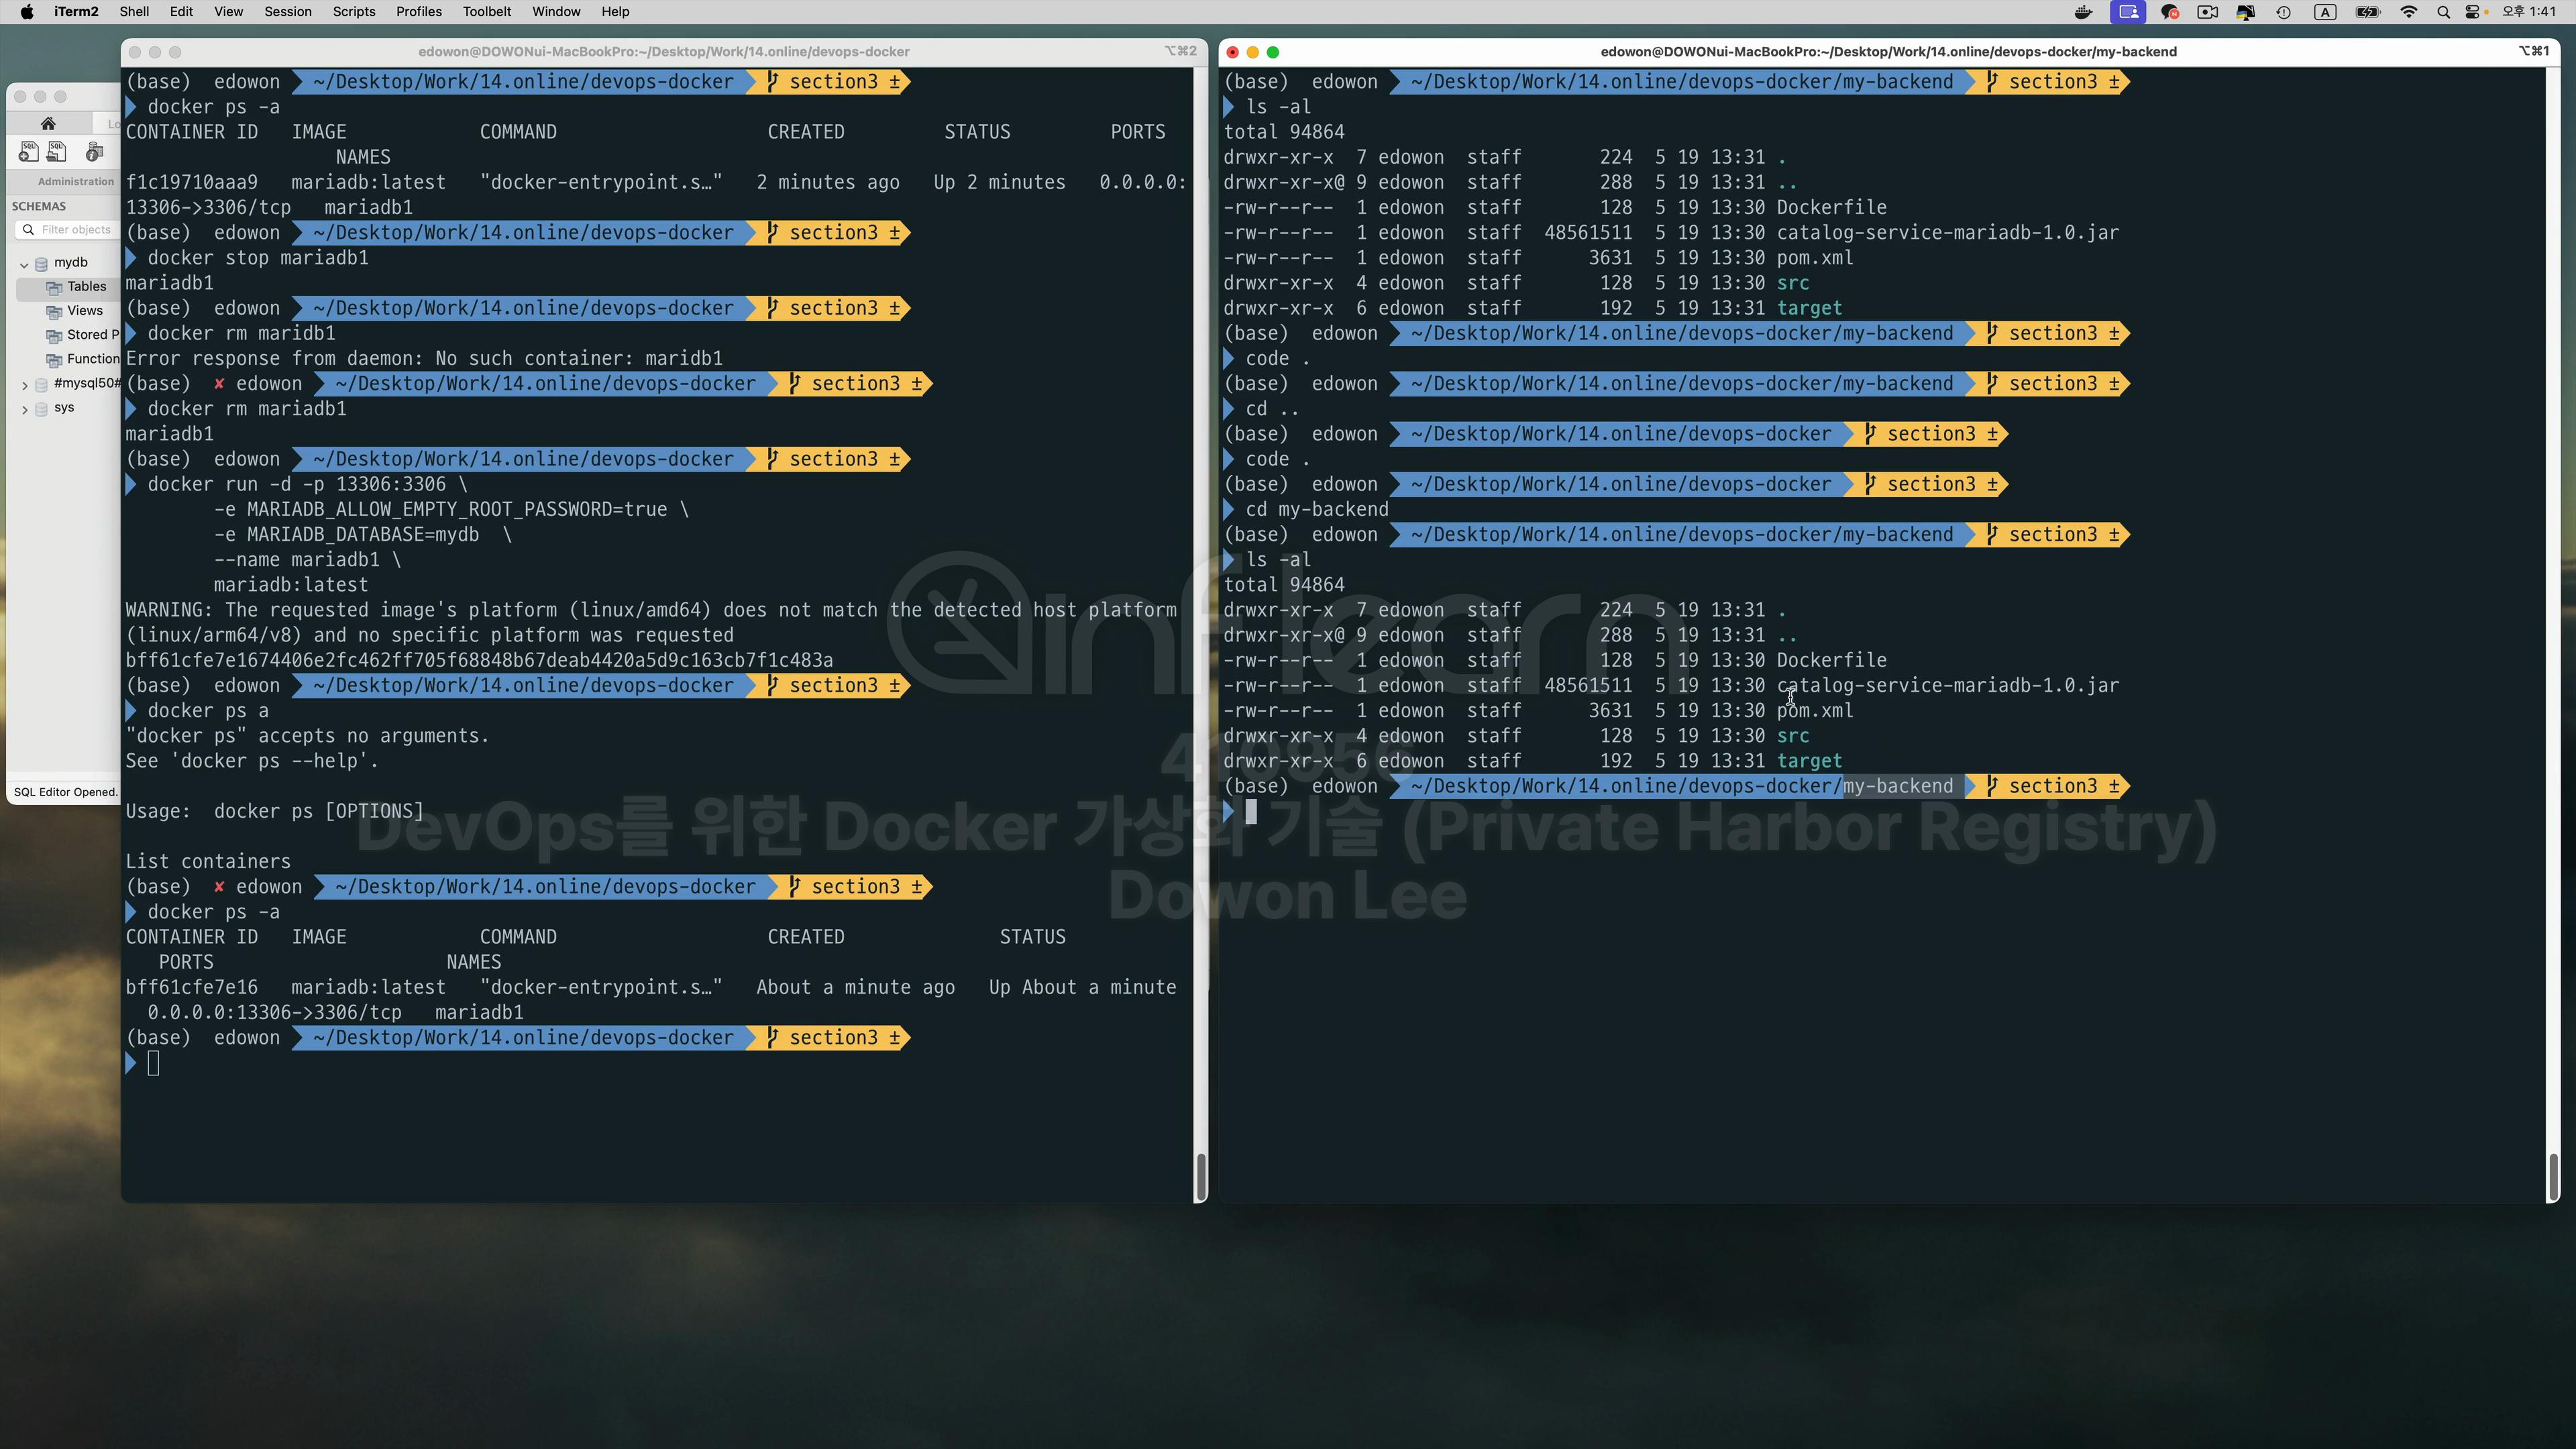 iTerm2 Shell Edit View Session Scripts Profiles Toolbelt Window Help
A 오후 1:41
Lo
Administration
SCHEMAS
Filter objects
mydb
Tables
Views
Stored P
Function
#mysql50#
sys
SQL Editor Opened.
edowon@DOWONui-MacBookPro:~/Desktop/Work/14.online/devops-docker ⌥⌘2
(base) edowon ~/Desktop/Work/14.online/devops-docker section3 ±
docker ps -a
CONTAINER ID IMAGE COMMAND CREATED STATUS PORTS
NAMES
f1c19710aaa9 mariadb:latest "docker-entrypoint.s…" 2 minutes ago Up 2 minutes 0.0.0.0:
13306->3306/tcp mariadb1
(base) edowon ~/Desktop/Work/14.online/devops-docker section3 ±
docker stop mariadb1
mariadb1
(base) edowon ~/Desktop/Work/14.online/devops-docker section3 ±
docker rm maridb1
Error response from daemon: No such container: maridb1
(base) ✘ edowon ~/Desktop/Work/14.online/devops-docker section3 ±
docker rm mariadb1
mariadb1
(base) edowon ~/Desktop/Work/14.online/devops-docker section3 ±
docker run -d -p 13306:3306 \
-e MARIADB_ALLOW_EMPTY_ROOT_PASSWORD=true \
-e MARIADB_DATABASE=mydb \
--name mariadb1 \
mariadb:latest
WARNING: The requested image's platform (linux/amd64) does not match the detected host platform
(linux/arm64/v8) and no specific platform was requested
bff61cfe7e1674406e2fc462ff705f68848b67deab4420a5d9c163cb7f1c483a
(base) edowon ~/Desktop/Work/14.online/devops-docker section3 ±
docker ps a
"docker ps" accepts no arguments.
See 'docker ps --help'.
Usage: docker ps [OPTIONS]
List containers
(base) ✘ edowon ~/Desktop/Work/14.online/devops-docker section3 ±
docker ps -a
CONTAINER ID IMAGE COMMAND CREATED STATUS
PORTS NAMES
bff61cfe7e16 mariadb:latest "docker-entrypoint.s…" About a minute ago Up About a minute
0.0.0.0:13306->3306/tcp mariadb1
(base) edowon ~/Desktop/Work/14.online/devops-docker section3 ±
edowon@DOWONui-MacBookPro:~/Desktop/Work/14.online/devops-docker/my-backend ⌥⌘1
(base) edowon ~/Desktop/Work/14.online/devops-docker/my-backend section3 ±
ls -al
total 94864
drwxr-xr-x 7 edowon staff 224 5 19 13:31 .
drwxr-xr-x@ 9 edowon staff 288 5 19 13:31 ..
-rw-r--r-- 1 edowon staff 128 5 19 13:30 Dockerfile
-rw-r--r-- 1 edowon staff 48561511 5 19 13:30 catalog-service-mariadb-1.0.jar
-rw-r--r-- 1 edowon staff 3631 5 19 13:30 pom.xml
drwxr-xr-x 4 edowon staff 128 5 19 13:30 src
drwxr-xr-x 6 edowon staff 192 5 19 13:31 target
(base) edowon ~/Desktop/Work/14.online/devops-docker/my-backend section3 ±
code .
(base) edowon ~/Desktop/Work/14.online/devops-docker/my-backend section3 ±
cd ..
(base) edowon ~/Desktop/Work/14.online/devops-docker section3 ±
code .
(base) edowon ~/Desktop/Work/14.online/devops-docker section3 ±
cd my-backend
(base) edowon ~/Desktop/Work/14.online/devops-docker/my-backend section3 ±
ls -al
total 94864
drwxr-xr-x 7 edowon staff 224 5 19 13:31 .
drwxr-xr-x@ 9 edowon staff 288 5 19 13:31 ..
-rw-r--r-- 1 edowon staff 128 5 19 13:30 Dockerfile
-rw-r--r-- 1 edowon staff 48561511 5 19 13:30 catalog-service-mariadb-1.0.jar
-rw-r--r-- 1 edowon staff 3631 5 19 13:30 pom.xml
drwxr-xr-x 4 edowon staff 128 5 19 13:30 src
drwxr-xr-x 6 edowon staff 192 5 19 13:31 target
(base) edowon ~/Desktop/Work/14.online/devops-docker/my-backend section3 ±
inflearn
410956
DevOps를 위한 Docker 가상화 기술 (Private Harbor Registry)
Dowon Lee